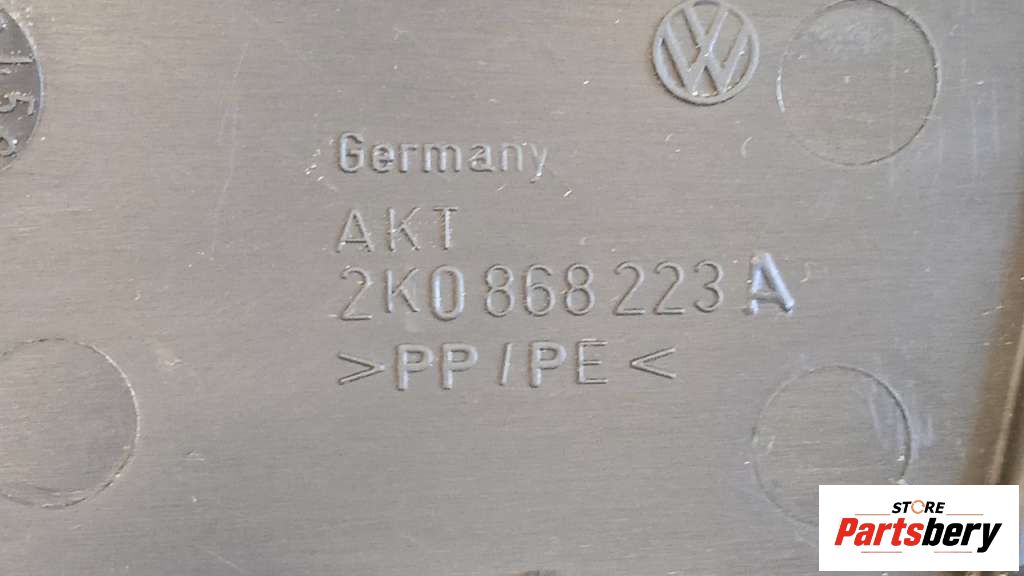 Germany
AKT
2K0 868 223 A
>PP/PE<
STORE
Partsbery